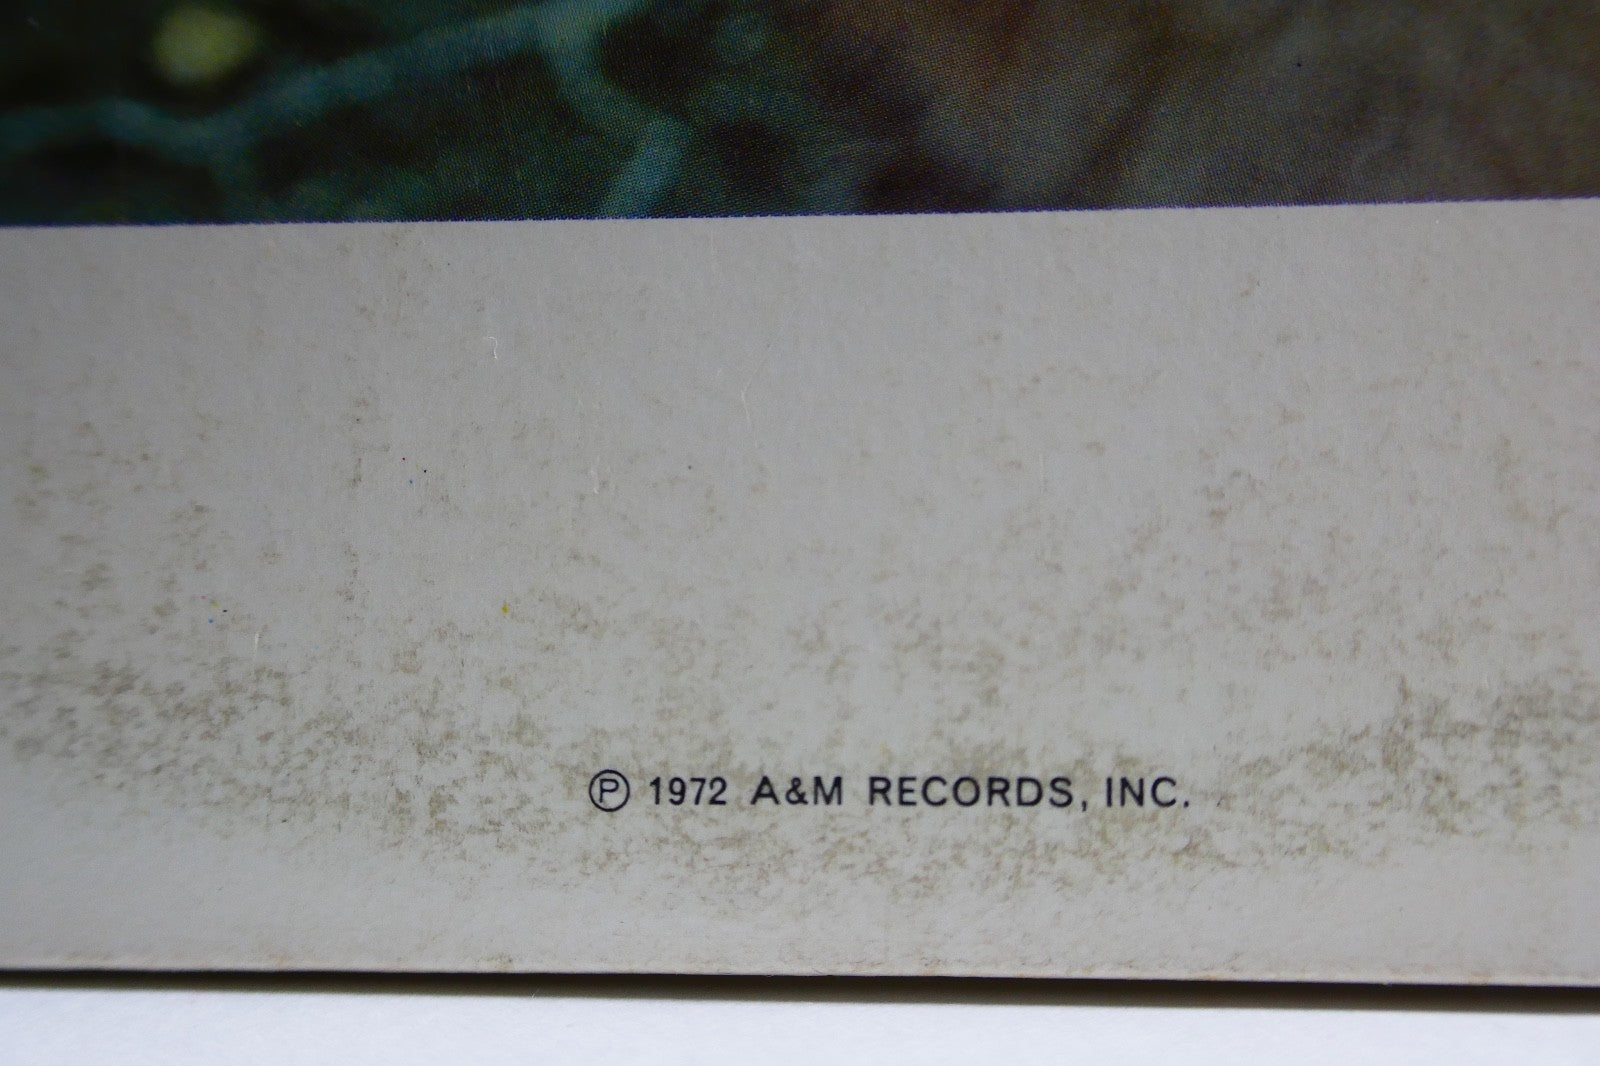 ℗ 1972 A&M RECORDS, INC.